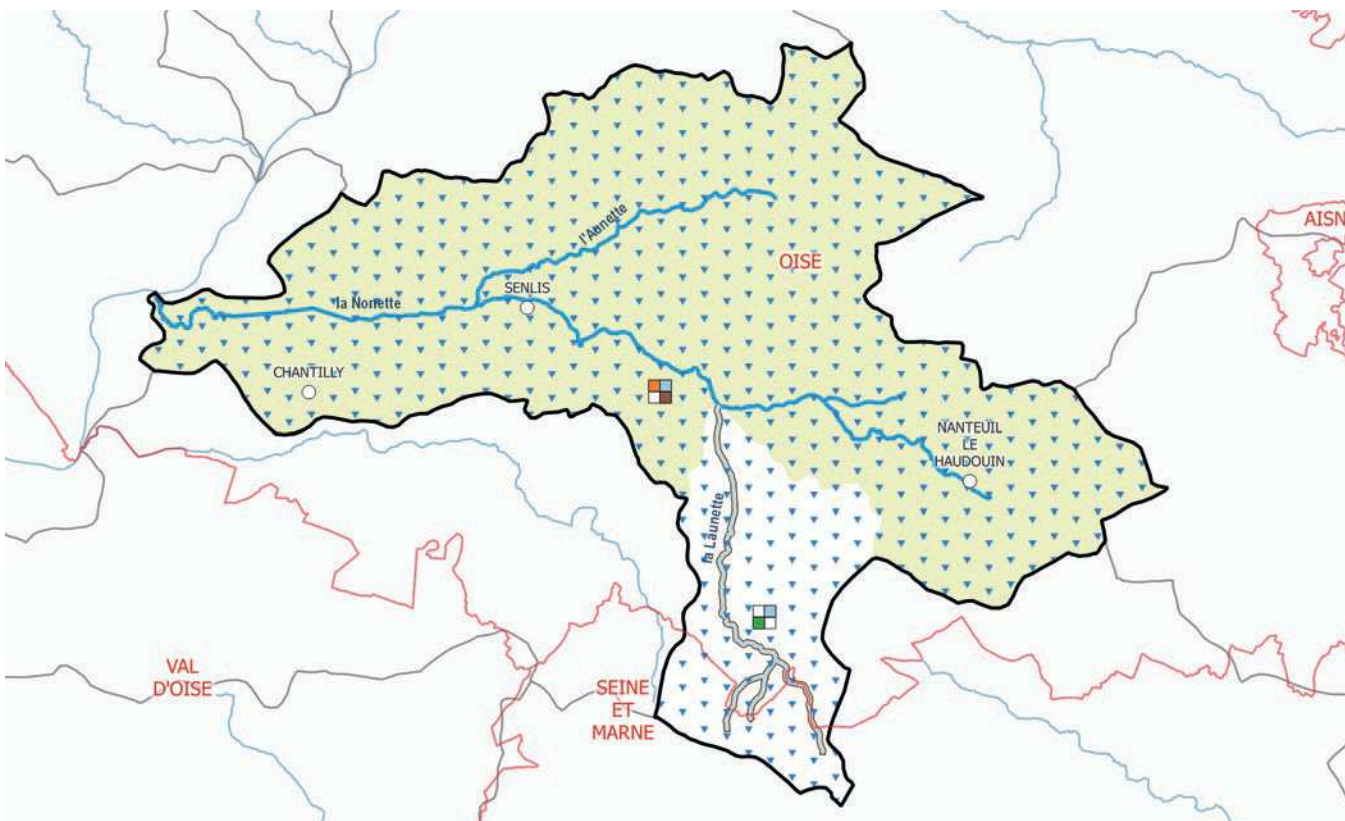 AISN
l'Aunette
OISE
SENLIS
la Nonette
CHANTILLY
NANTEUIL
LE
HAUDOUIN
la Launette
VAL
D'OISE
SEINE
ET
MARNE